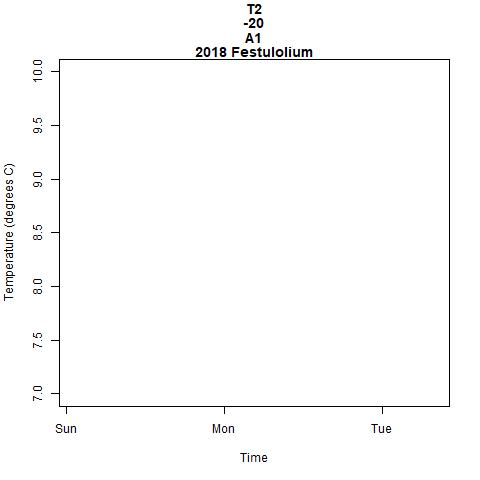 T2
-20
A1
2018 Festulolium
10.0
9.5
9.0
8.5
8.0
7.5
7.0
Temperature (degrees C)
Sun Mon Tue
Time